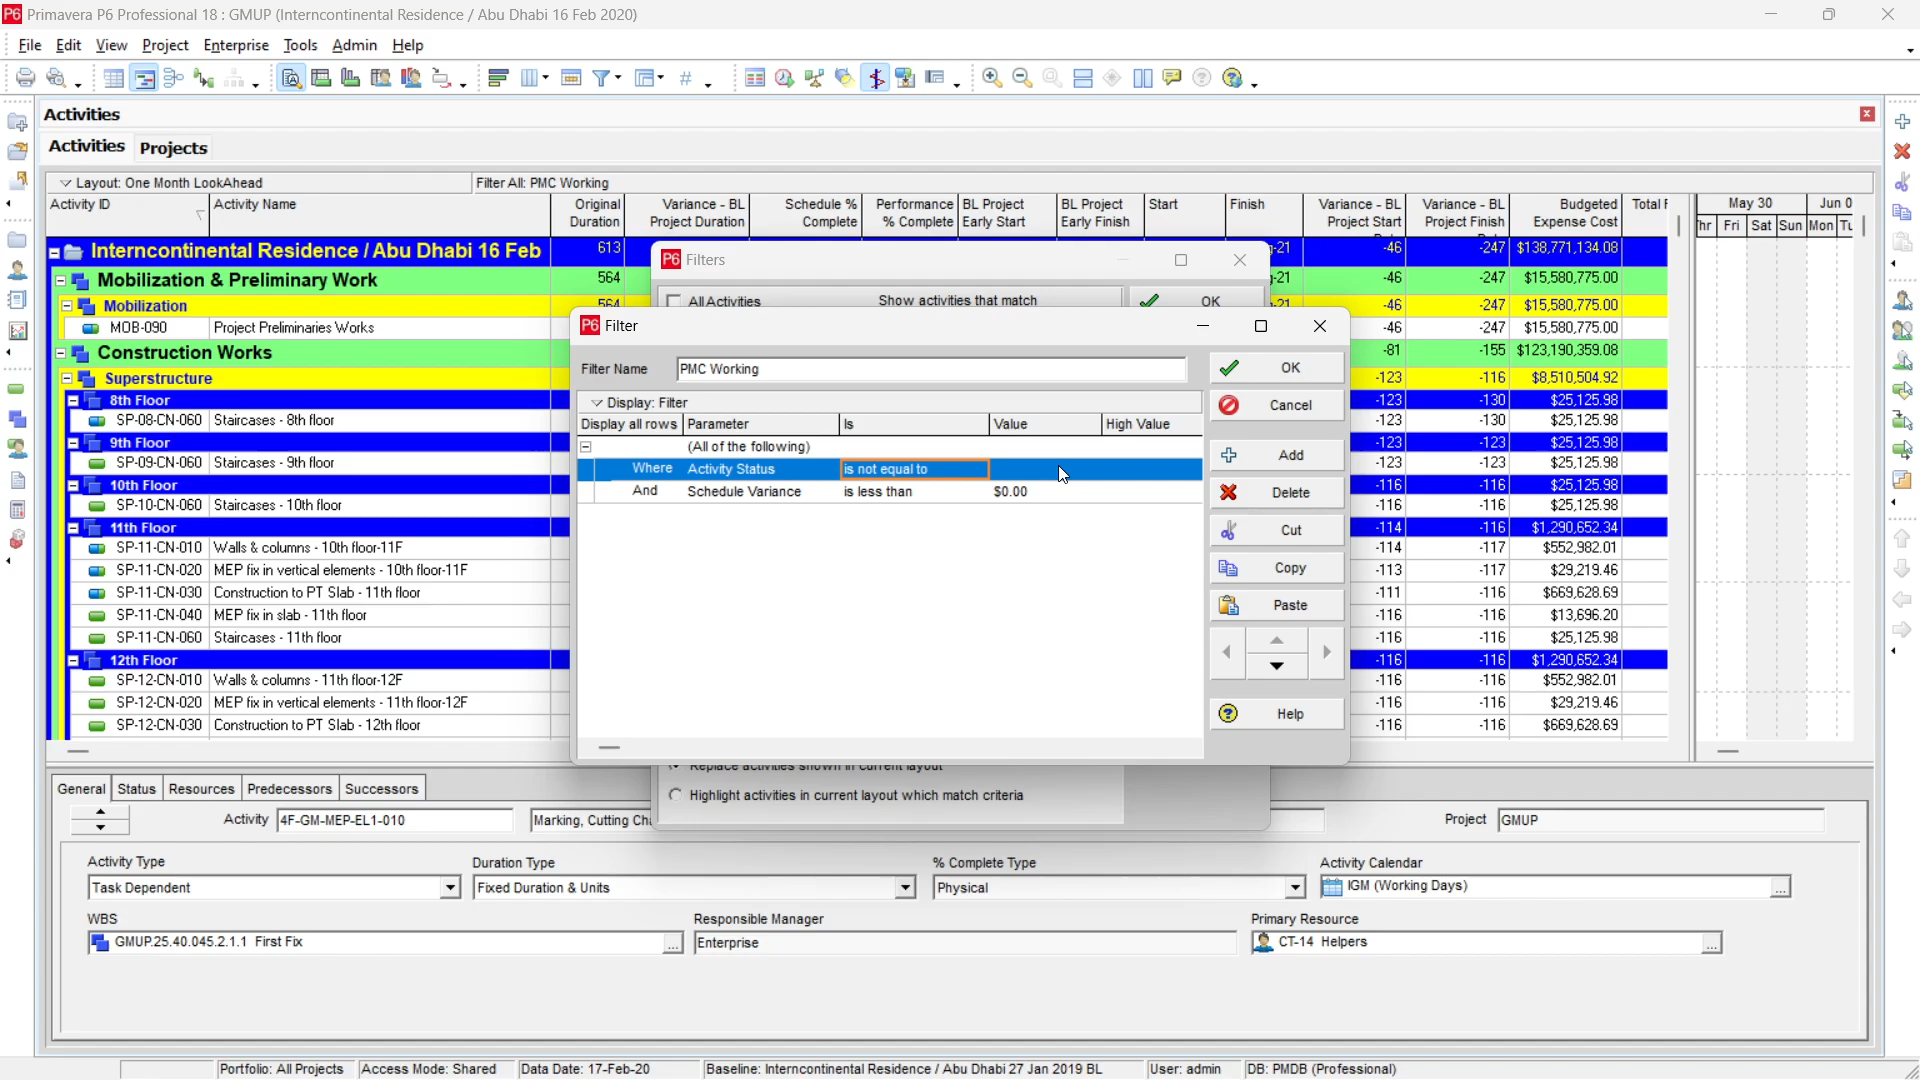 P6 Primavera P6 Professional 18 : GMUP (Interncontinental Residence / Abu Dhabi 16 Feb 2020)
File Edit View Project Enterprise Tools Admin Help
Activities
Activities Projects
Layout: One Month LookAhead Filter All: PMC Working
Activity ID Activity Name Original Duration Variance - BL Project Duration Schedule % Complete Performance % Complete BL Project Early Start BL Project Early Finish Start Finish Variance - BL Project Start Variance - BL Project Finish Budgeted Expense Cost Total F May 30 Jun 0
Fri Sat Sun Mon Tu
Interncontinental Residence / Abu Dhabi 16 Feb 613 -21 -46 -247 $138,771,134.08
Mobilization & Preliminary Work 564 -21 -46 -247 $15,580,775.00
Mobilization 564 -21 -46 -247 $15,580,775.00
MOB-090 Project Preliminaries Works -46 -247 $15,580,775.00
Construction Works -81 -155 $123,190,359.08
Superstructure -123 -116 $8,510,504.92
8th Floor -123 -130 $25,125.98
SP-08-CN-060 Staircases - 8th floor -123 -130 $25,125.98
9th Floor -123 -123 $25,125.98
SP-09-CN-060 Staircases - 9th floor -123 -123 $25,125.98
10th Floor -116 -116 $25,125.98
SP-10-CN-060 Staircases - 10th floor -116 -116 $25,125.98
11th Floor -114 -116 $1,290,652.34
SP-11-CN-010 Walls & columns - 10th floor-11F -114 -117 $552,982.01
SP-11-CN-020 MEP fix in vertical elements - 10th floor-11F -113 -117 $29,219.46
SP-11-CN-030 Construction to PT Slab - 11th floor -111 -116 $669,628.69
SP-11-CN-040 MEP fix in slab - 11th floor -116 -116 $13,696.20
SP-11-CN-060 Staircases - 11th floor -116 -116 $25,125.98
12th Floor -116 -116 $1,290,652.34
SP-12-CN-010 Walls & columns - 11th floor-12F -116 -116 $552,982.01
SP-12-CN-020 MEP fix in vertical elements - 11th floor-12F -116 -116 $29,219.46
SP-12-CN-030 Construction to PT Slab - 12th floor -116 -116 $669,628.69
P6 Filters
All Activities Show activities that match OK
P6 Filter
Filter Name PMC Working OK
Display: Filter Cancel
Display all rows Parameter Is Value High Value
(All of the following) Add
Where Activity Status is not equal to
And Schedule Variance is less than $0.00 Delete
Cut
Copy
Paste
Help
Replace activities shown in current layout
Highlight activities in current layout which match criteria
General Status Resources Predecessors Successors
Activity 4F-GM-MEP-EL1-010 Marking, Cutting Project GMUP
Activity Type Duration Type % Complete Type Activity Calendar
Task Dependent Fixed Duration & Units Physical IGM (Working Days)
WBS Responsible Manager Primary Resource
GMUP.25.40.045.2.1.1 First Fix Enterprise CT-14 Helpers
Portfolio: All Projects Access Mode: Shared Data Date: 17-Feb-20 Baseline: Interncontinental Residence / Abu Dhabi 27 Jan 2019 BL User: admin DB: PMDB (Professional)